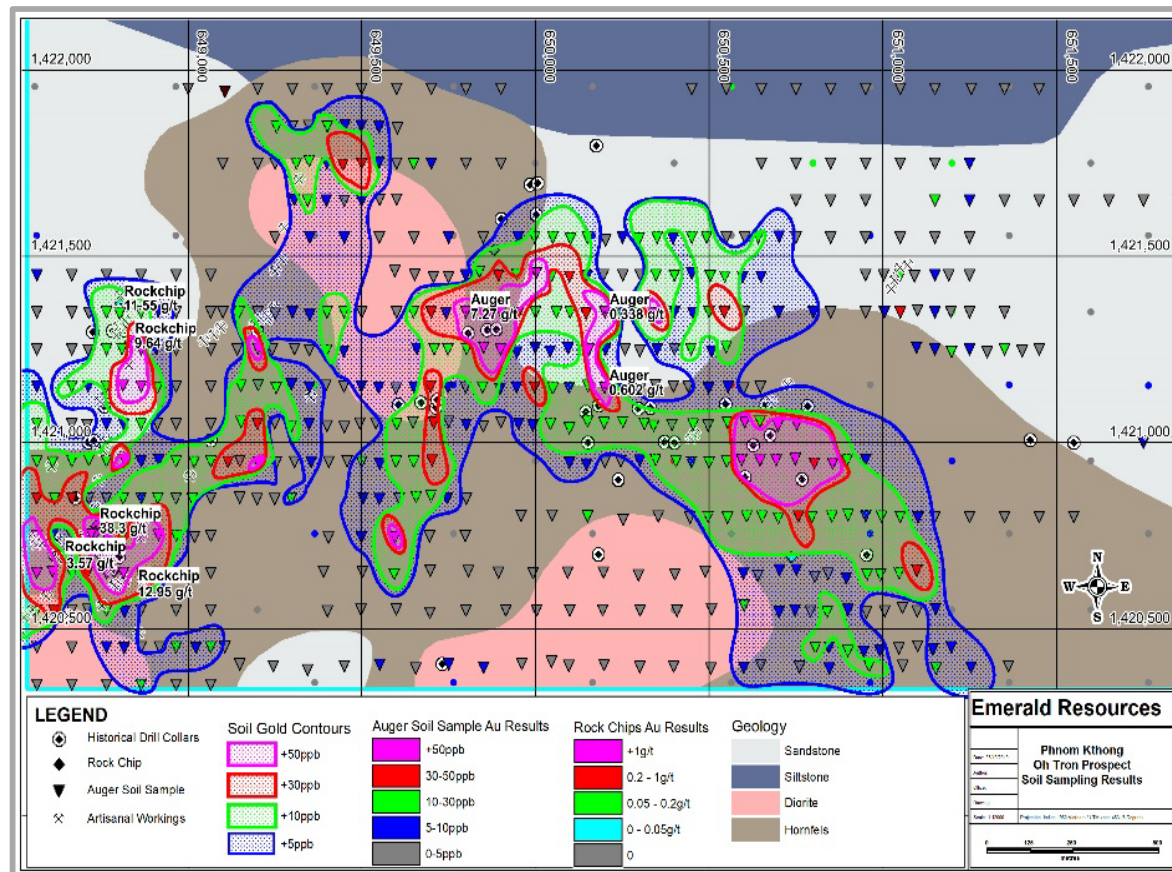 649,000
649,500
650,000
650,500
651,000
651,500
1,422,000
1,422,000
1,421,500
1,421,500
Rockchip
11.55 g/t
Rockchip
9.64 g/t
Auger
7.27 g/t
Auger
0.338 g/t
Auger
0.602 g/t
1,421,000
1,421,000
Rockchip
38.3 g/t
Rockchip
3.57 g/t
Rockchip
12.95 g/t
N
W E
S
1,420,500
1,420,500
LEGEND
Historical Drill Collars
Rock Chip
Auger Soil Sample
Artisanal Workings
Soil Gold Contours
+50ppb
+30ppb
+10ppb
+5ppb
Auger Soil Sample Au Results
+50ppb
30-50ppb
10-30ppb
5-10ppb
0-5ppb
Rock Chips Au Results
+1g/t
0.2 - 1g/t
0.05 - 0.2g/t
0 - 0.05g/t
0
Geology
Sandstone
Siltstone
Diorite
Hornfels
Emerald Resources
Phnom Kthong
Oh Tron Prospect
Soil Sampling Results